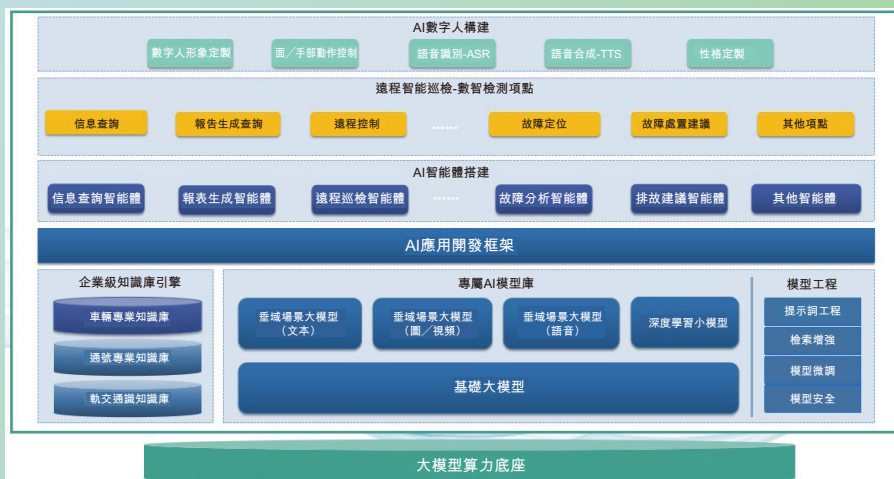 AI數字人構建
數字人形象定製
面／手部動作控制
語音識別-ASR
語音合成-TTS
性格定製
遠程智能巡檢-數智檢測項點
信息查詢
報告生成查詢
遠程控制
······
故障定位
故障處置建議
其他項點
AI智能體搭建
信息查詢智能體
報表生成智能體
遠程巡檢智能體
······
故障分析智能體
排故建議智能體
其他智能體
AI應用開發框架
企業級知識庫引擎
車輛專業知識庫
通號專業知識庫
軌交通識知識庫
專屬AI模型庫
垂域場景大模型
（文本）
垂域場景大模型
（圖／視頻）
垂域場景大模型
（語音）
深度學習小模型
基礎大模型
模型工程
提示詞工程
檢索增強
模型微調
模型安全
大模型算力底座